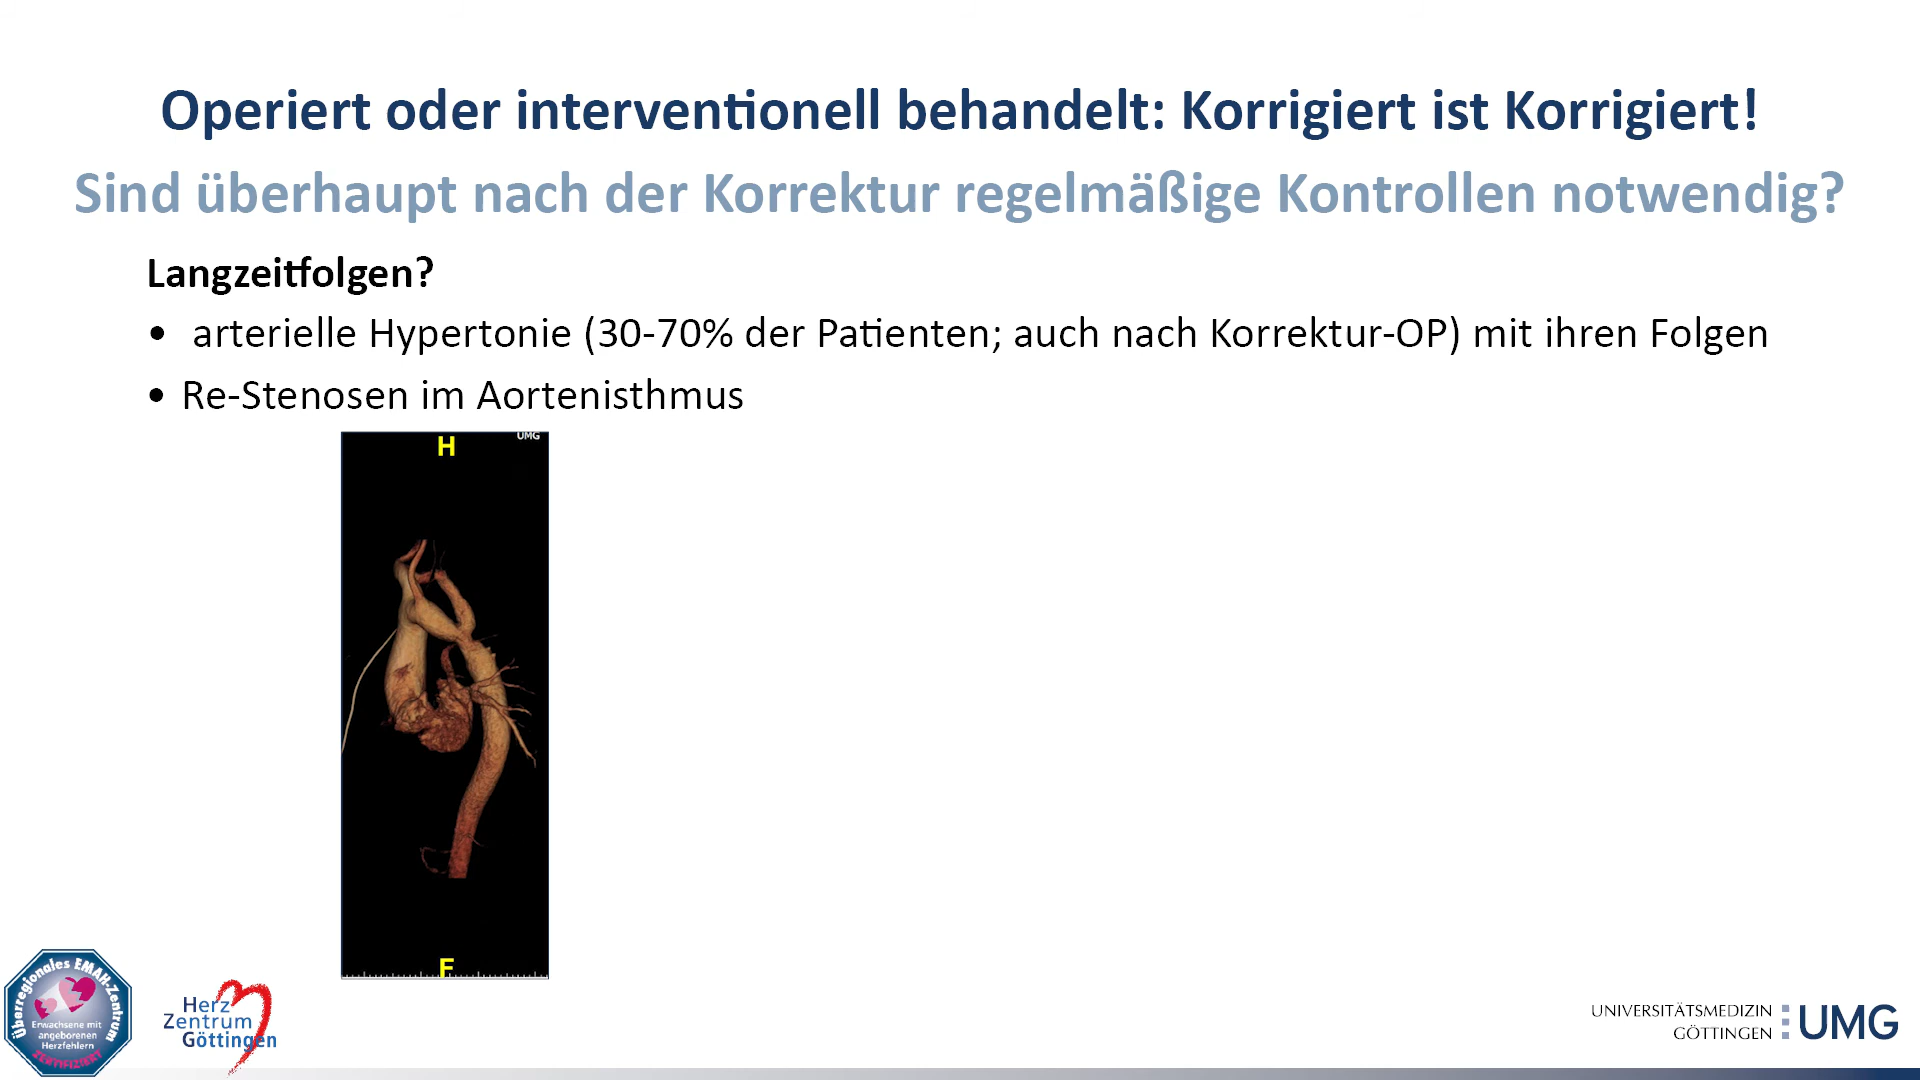 Operiert oder interventionell behandelt: Korrigiert ist Korrigiert!
Sind überhaupt nach der Korrektur regelmäßige Kontrollen notwendig?
Langzeitfolgen?
• arterielle Hypertonie (30-70% der Patienten; auch nach Korrektur-OP) mit ihren Folgen
• Re-Stenosen im Aortenisthmus
UMG
H
F
Überregionales EMAH-Zentrum
Erwachsene mit
angeborenen
Herzfehlern
ZERTIFIZIERT
Herz
Zentrum
Göttingen
UNIVERSITÄTSMEDIZIN
GÖTTINGEN
UMG